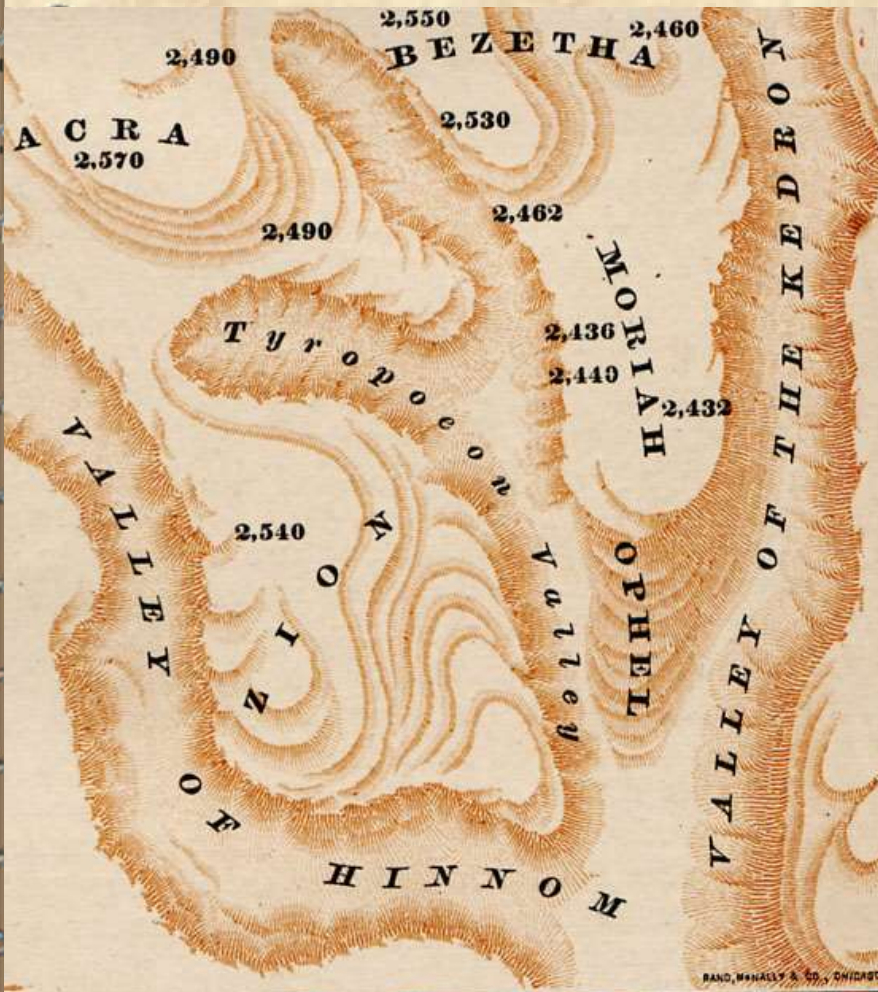 2,550
BEZETHA
2,460
2,490
ACRA
2,570
2,530
2,490
2,462
MORIAH
2,436
2,440
2,432
Tyropoeon Valley
VALLEY OF THE KEDRON
2,540
ZION
OPHEL
VALLEY OF HINNOM
RAND, McNALLY & CO., CHICAGO